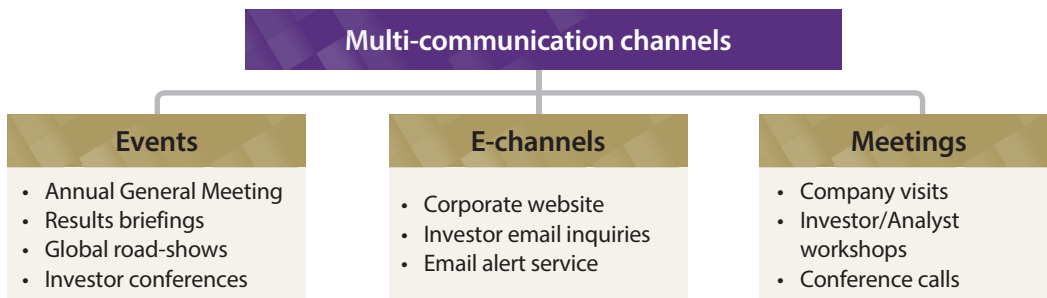 Multi-communication channels
Events
• Annual General Meeting
• Results briefings
• Global road-shows
• Investor conferences
E-channels
• Corporate website
• Investor email inquiries
• Email alert service
Meetings
• Company visits
• Investor/Analyst
workshops
• Conference calls